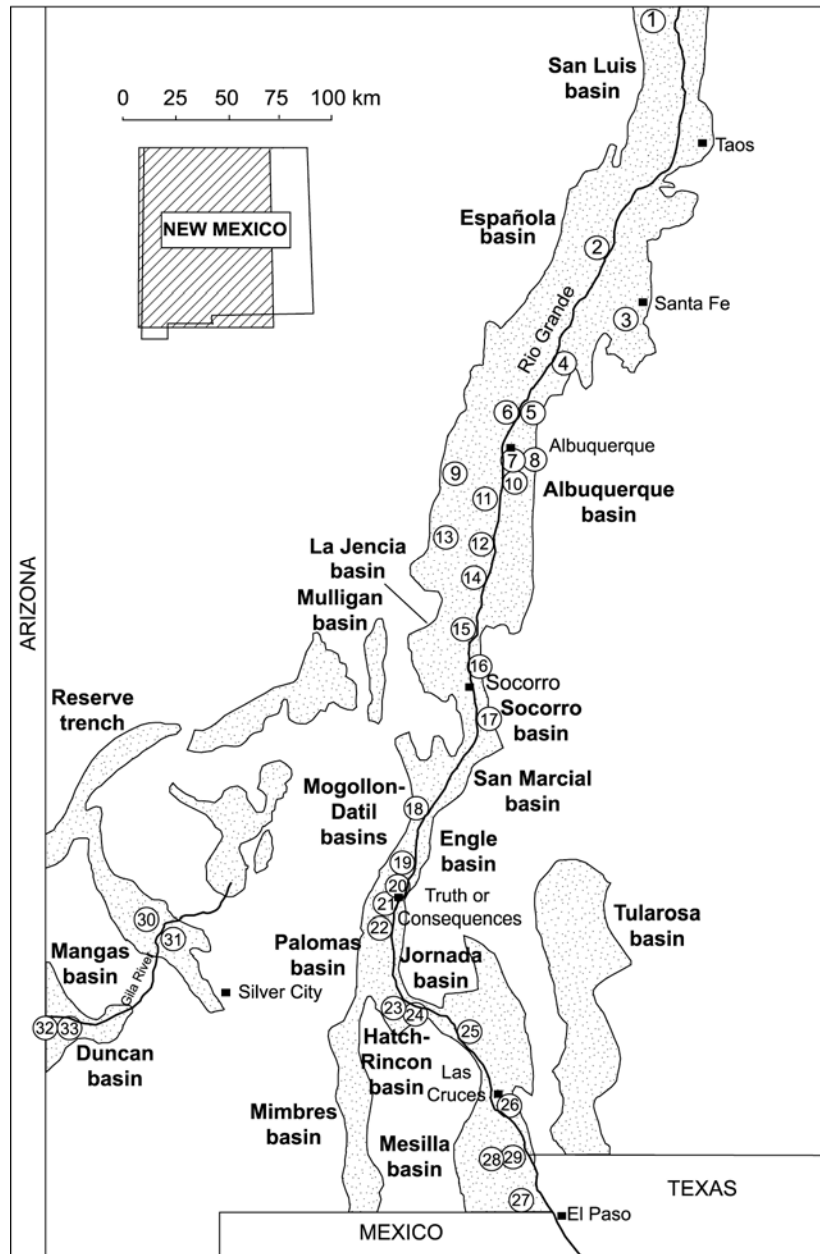 1
San Luis
basin
0 25 50 75 100 km
Taos
NEW MEXICO
Española
basin
2
Rio Grande
Santa Fe
3
4
6 5
Albuquerque
7 8
9
10
Albuquerque
basin
11
13
12
La Jencia
basin
14
Mulligan
basin
15
ARIZONA
16
Socorro
Reserve
trench
17
Socorro
basin
San Marcial
basin
Mogollon-
Datil
basins
18
Engle
basin
19
20
Truth or
Consequences
21
22
Tularosa
basin
30
31
Mangas
basin
Gila River
Palomas
basin
Jornada
basin
Silver City
23
24
32 33
Duncan
basin
25
Hatch-
Rincon
basin
Las
Cruces
26
Mimbres
basin
Mesilla
basin
28 29
27
TEXAS
El Paso
MEXICO